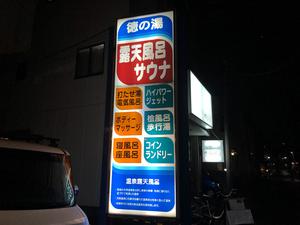 徳の湯
露天風呂
サウナ
打たせ湯
電気風呂
ハイパワー
ジェット
ボディー
マッサージ
桧風呂
歩行湯
寝風呂
座風呂
コイン
ランドリー
温泉露天風呂